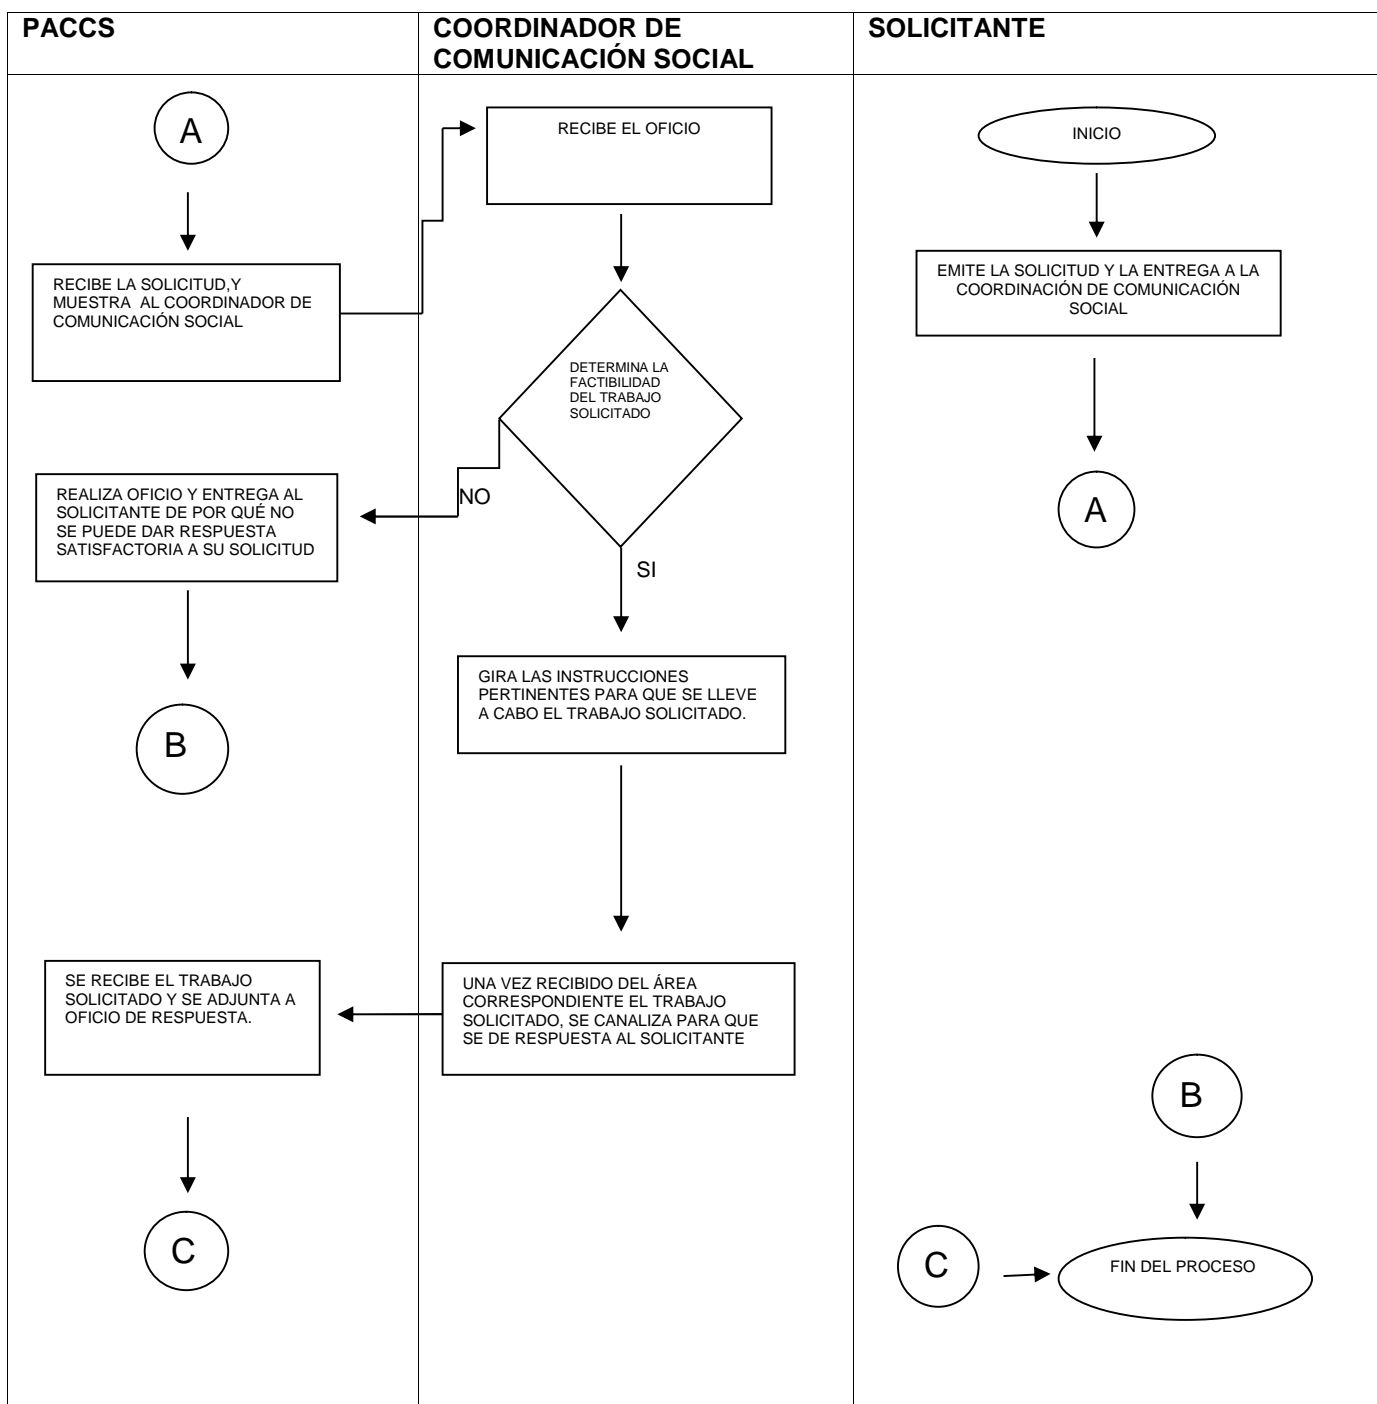 PACCS
COORDINADOR DE
COMUNICACIÓN SOCIAL
SOLICITANTE
A
RECIBE LA SOLICITUD,Y
MUESTRA AL COORDINADOR DE
COMUNICACIÓN SOCIAL
REALIZA OFICIO Y ENTREGA AL
SOLICITANTE DE POR QUÉ NO
SE PUEDE DAR RESPUESTA
SATISFACTORIA A SU SOLICITUD
B
SE RECIBE EL TRABAJO
SOLICITADO Y SE ADJUNTA A
OFICIO DE RESPUESTA.
C
RECIBE EL OFICIO
DETERMINA LA
FACTIBILIDAD
DEL TRABAJO
SOLICITADO
NO
SI
GIRA LAS INSTRUCCIONES
PERTINENTES PARA QUE SE LLEVE
A CABO EL TRABAJO SOLICITADO.
UNA VEZ RECIBIDO DEL ÁREA
CORRESPONDIENTE EL TRABAJO
SOLICITADO, SE CANALIZA PARA QUE
SE DE RESPUESTA AL SOLICITANTE
INICIO
EMITE LA SOLICITUD Y LA ENTREGA A LA
COORDINACIÓN DE COMUNICACIÓN
SOCIAL
A
B
C
FIN DEL PROCESO